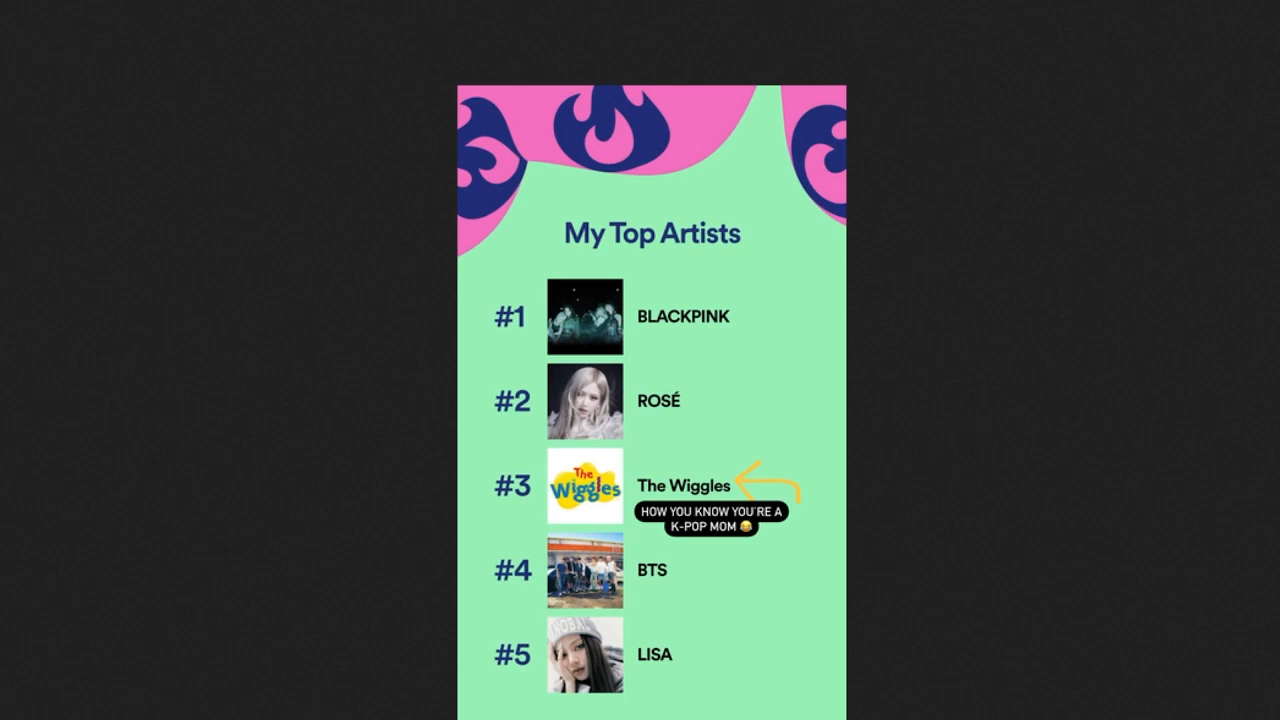 My Top Artists
#1
BLACKPINK
#2
ROSÉ
#3
The Wiggles
The Wiggles
HOW YOU KNOW YOU'RE A
K-POP MOM 😂
#4
BTS
#5
LISA